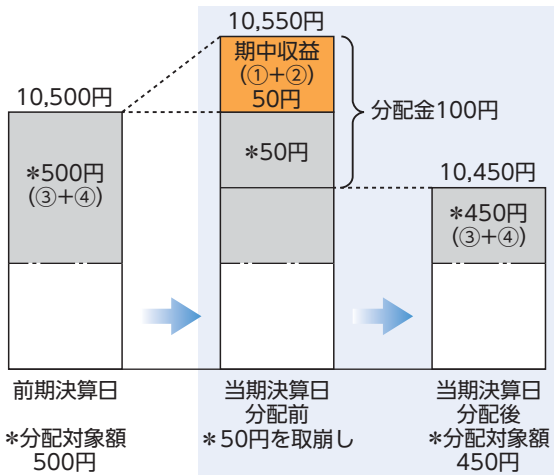 10,550円
期中収益
(①+②)
50円
10,500円
分配金100円
*50円
*500円
(③+④)
10,450円
*450円
(③+④)
前期決算日
*分配対象額
500円
当期決算日
分配前
*50円を取崩し
当期決算日
分配後
*分配対象額
450円